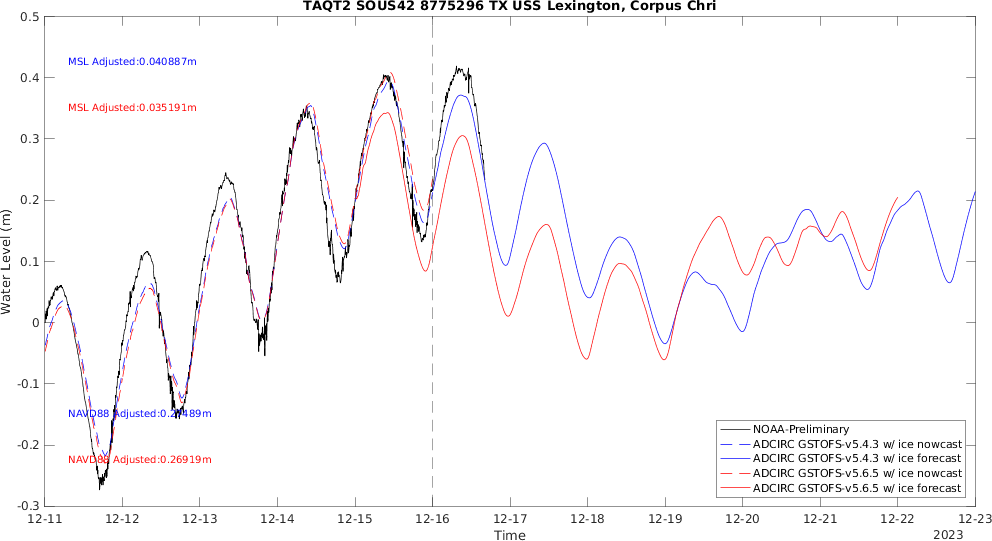 TAQT2 SOUS42 8775296 TX USS Lexington, Corpus Chri
MSL Adjusted:0.040887m
MSL Adjusted:0.035191m
NAVD88 Adjusted:0.26919m
Water Level (m)
0.5
0.4
0.3
0.2
0.1
0
-0.1
-0.2
-0.3
NOAA-Preliminary
ADCIRC GSTOFS-v5.4.3 w/ ice nowcast
ADCIRC GSTOFS-v5.4.3 w/ ice forecast
ADCIRC GSTOFS-v5.6.5 w/ ice nowcast
ADCIRC GSTOFS-v5.6.5 w/ ice forecast
12-11 12-12 12-13 12-14 12-15 12-16 12-17 12-18 12-19 12-20 12-21 12-22 12-23
Time
2023